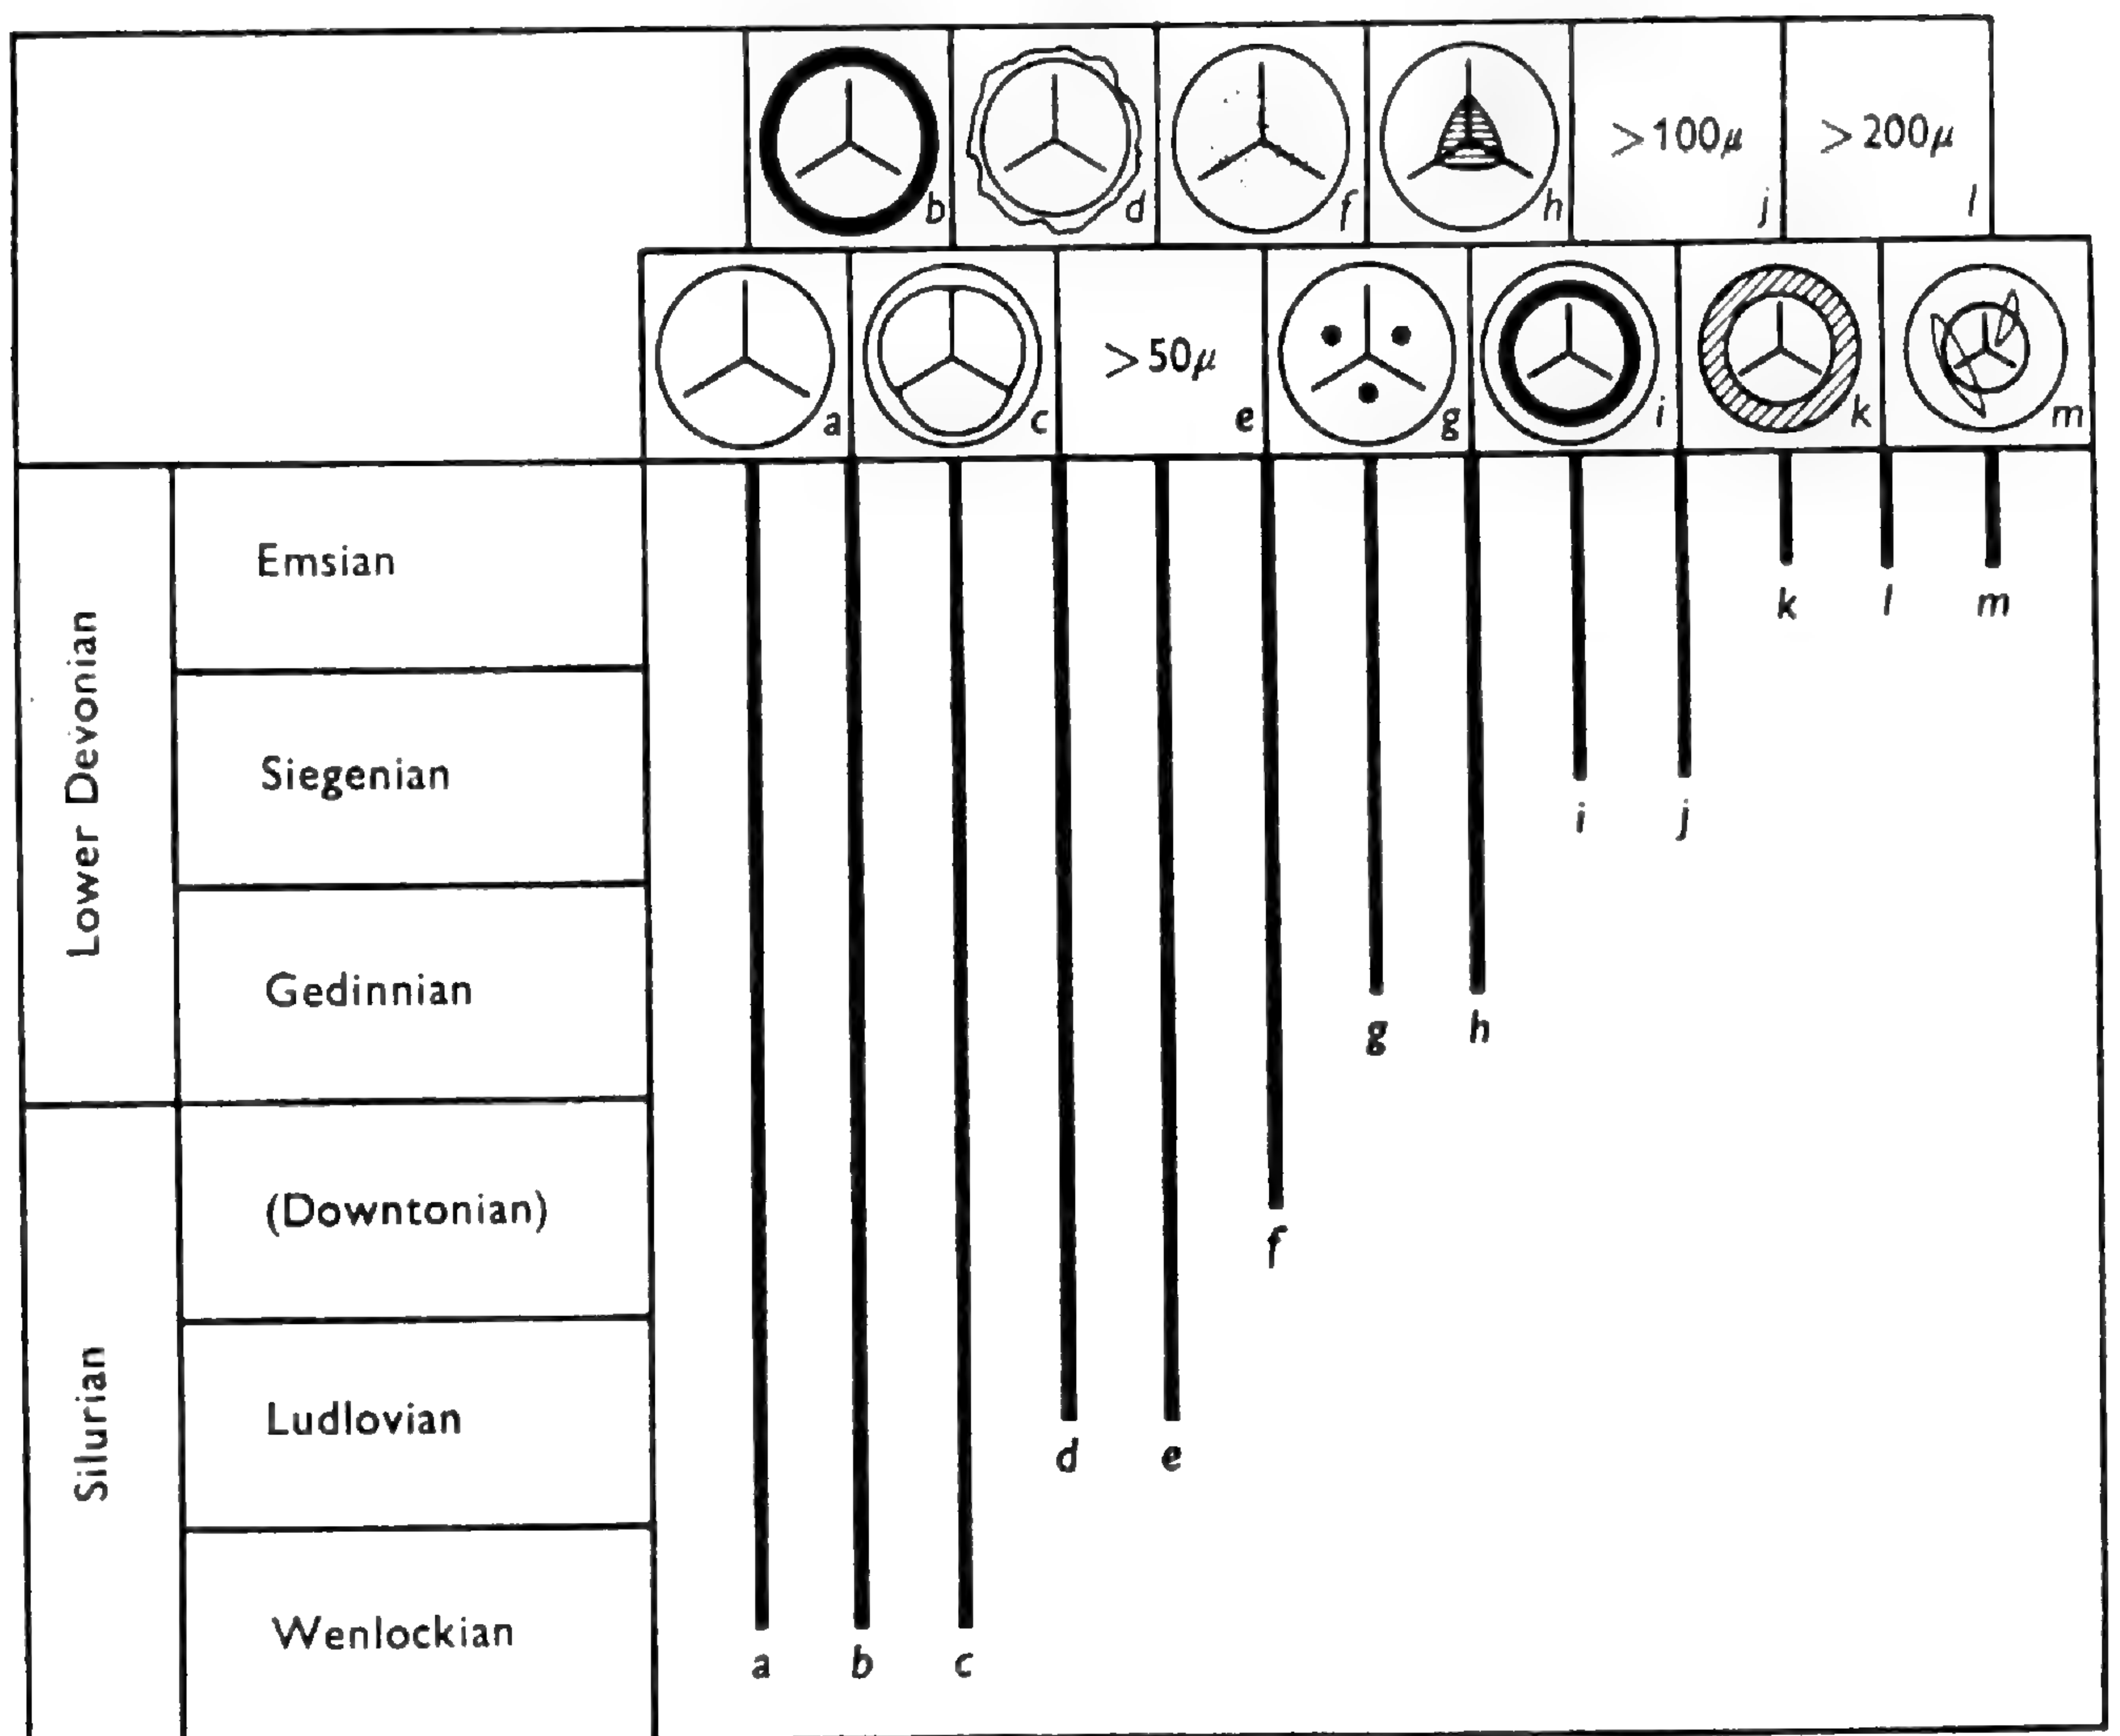 b d f h >100μ j >200μ l
a c >50μ e g i k m
Lower Devonian
Emsian
k l m
Siegenian
i j
Gedinnian
g h
Silurian
(Downtonian)
f
Ludlovian
d e
Wenlockian
a b c